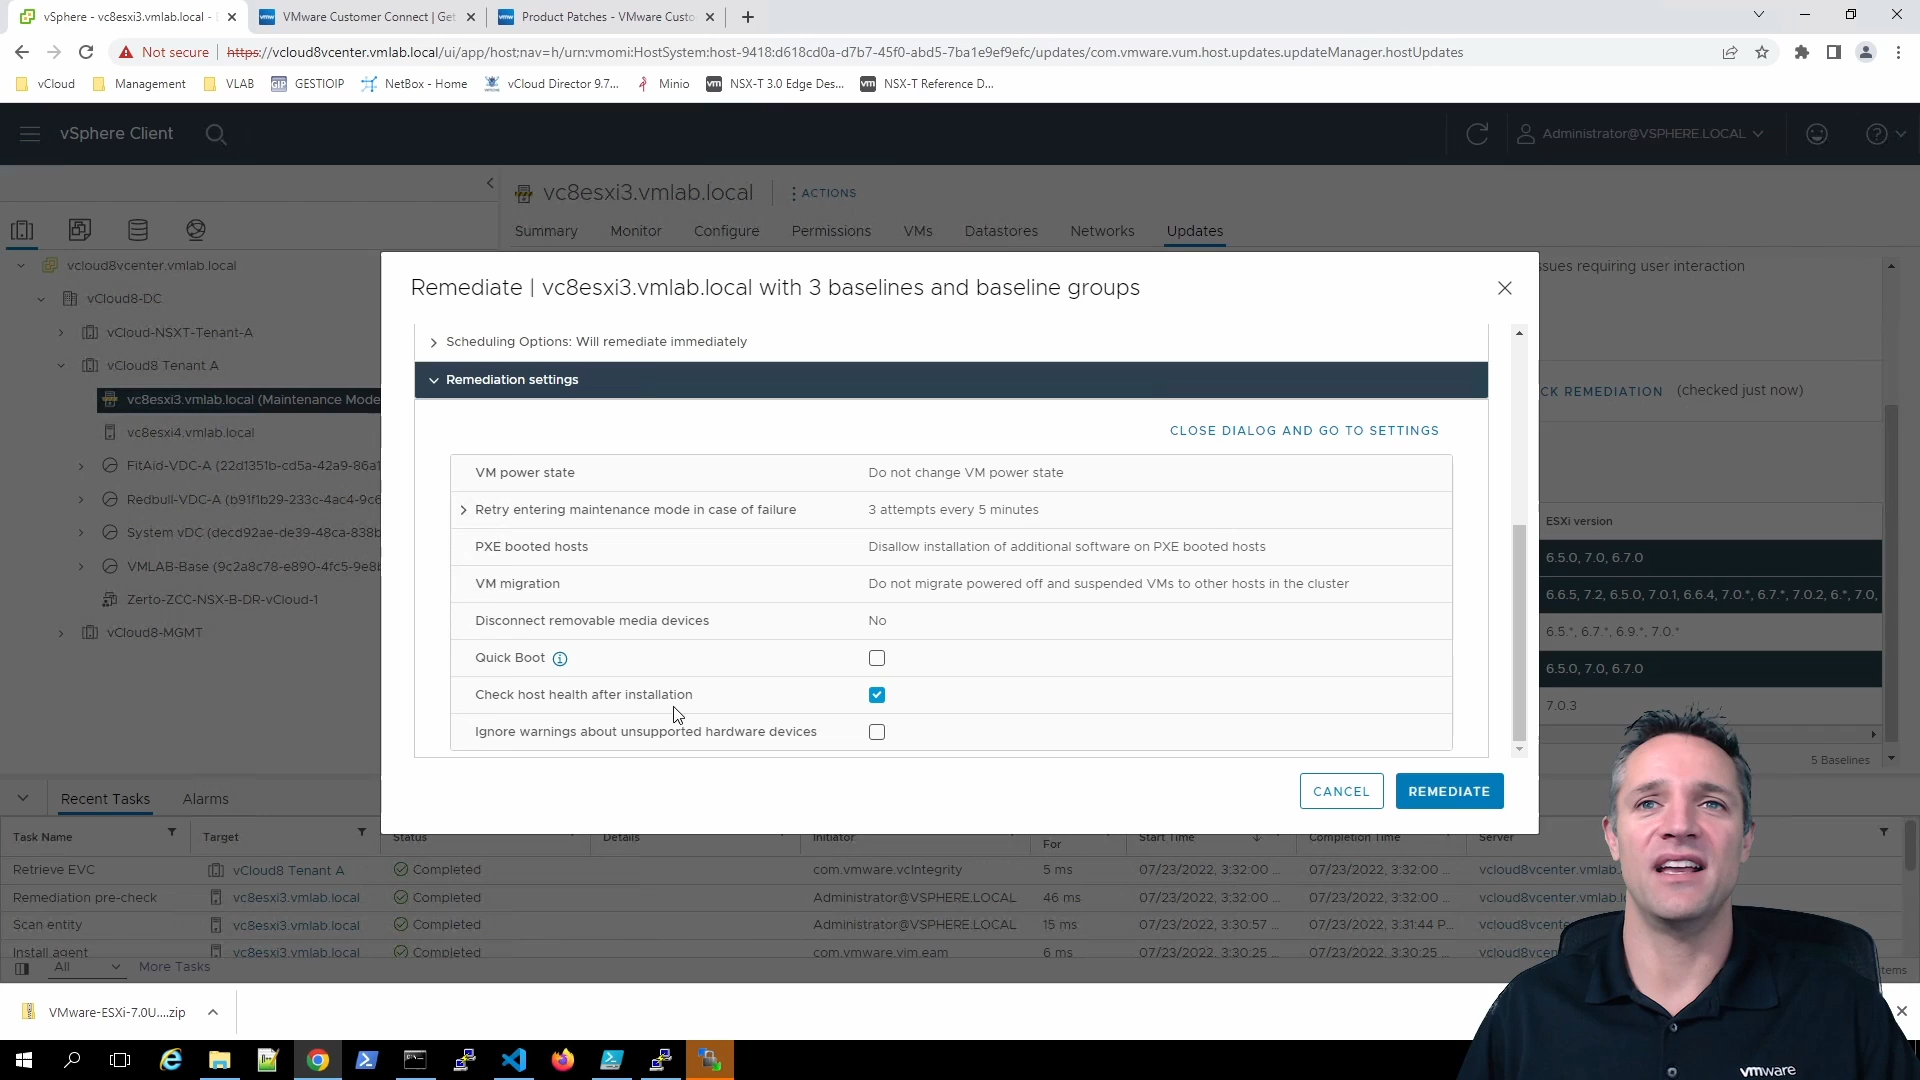 vSphere - vc8esxi3.vmlab.local -
VMware Customer Connect | Get
Product Patches - VMware Custo
Not secure
https://vcloud8vcenter.vmlab.local/ui/app/host;nav=h/urn:vmomi:HostSystem:host-9418:d618cd0a-d7b7-45f0-abd5-7ba1e9ef9efc/updates/com.vmware.vum.host.updates.updateManager.hostUpdates
vCloud
Management
VLAB
GESTIOIP
NetBox - Home
vCloud Director 9.7...
Minio
NSX-T 3.0 Edge Des...
NSX-T Reference D...
vSphere Client
Administrator@VSPHERE.LOCAL
vc8esxi3.vmlab.local
ACTIONS
Summary
Monitor
Configure
Permissions
VMs
Datastores
Networks
Updates
vcloud8vcenter.vmlab.local
vCloud8-DC
vCloud-NSXT-Tenant-A
vCloud8 Tenant A
vc8esxi3.vmlab.local (Maintenance Mode
vc8esxi4.vmlab.local
FitAid-VDC-A (22d1351b-cd5a-42a9-86a1
Redbull-VDC-A (b91f1b29-233c-4ac4-9c6
System vDC (decd92ae-de39-48ca-838b
VMLAB-Base (9c2a8c78-e890-4fc5-9e8b
Zerto-ZCC-NSX-B-DR-vCloud-1
vCloud8-MGMT
Remediate | vc8esxi3.vmlab.local with 3 baselines and baseline groups
Scheduling Options: Will remediate immediately
Remediation settings
CLOSE DIALOG AND GO TO SETTINGS
VM power state Do not change VM power state
Retry entering maintenance mode in case of failure 3 attempts every 5 minutes
PXE booted hosts Disallow installation of additional software on PXE booted hosts
VM migration Do not migrate powered off and suspended VMs to other hosts in the cluster
Disconnect removable media devices No
Quick Boot
Check host health after installation
Ignore warnings about unsupported hardware devices
CANCEL
REMEDIATE
ssues requiring user interaction
CK REMEDIATION (checked just now)
ESXi version
6.5.0, 7.0, 6.7.0
6.6.5, 7.2, 6.5.0, 7.0.1, 6.6.4, 7.0.*, 6.7.*, 7.0.2, 6.*, 7.0,
6.5.*, 6.7.*, 6.9.*, 7.0.*
6.5.0, 7.0, 6.7.0
7.0.3
5 Baselines
Recent Tasks
Alarms
Task Name Target Status Details Initiator For Start Time Completion Time Server
Retrieve EVC vCloud8 Tenant A Completed com.vmware.vcIntegrity 5 ms 07/23/2022, 3:32:00 ... 07/23/2022, 3:32:00 ... vcloud8vcenter.vmlab.
Remediation pre-check vc8esxi3.vmlab.local Completed Administrator@VSPHERE.LOCAL 46 ms 07/23/2022, 3:32:00 ... 07/23/2022, 3:32:00 ... vcloud8vcenter.vmlab.l
Scan entity vc8esxi3.vmlab.local Completed Administrator@VSPHERE.LOCAL 15 ms 07/23/2022, 3:30:57 ... 07/23/2022, 3:31:44 P... vcloud8vcente
Install agent vc8esxi3.vmlab.local Completed com.vmware.vim.eam 6 ms 07/23/2022, 3:30:25 ... 07/23/2022, 3:30:25 ... vcloud8vcer
All
More Tasks
tems
VMware-ESXi-7.0U....zip
vmware